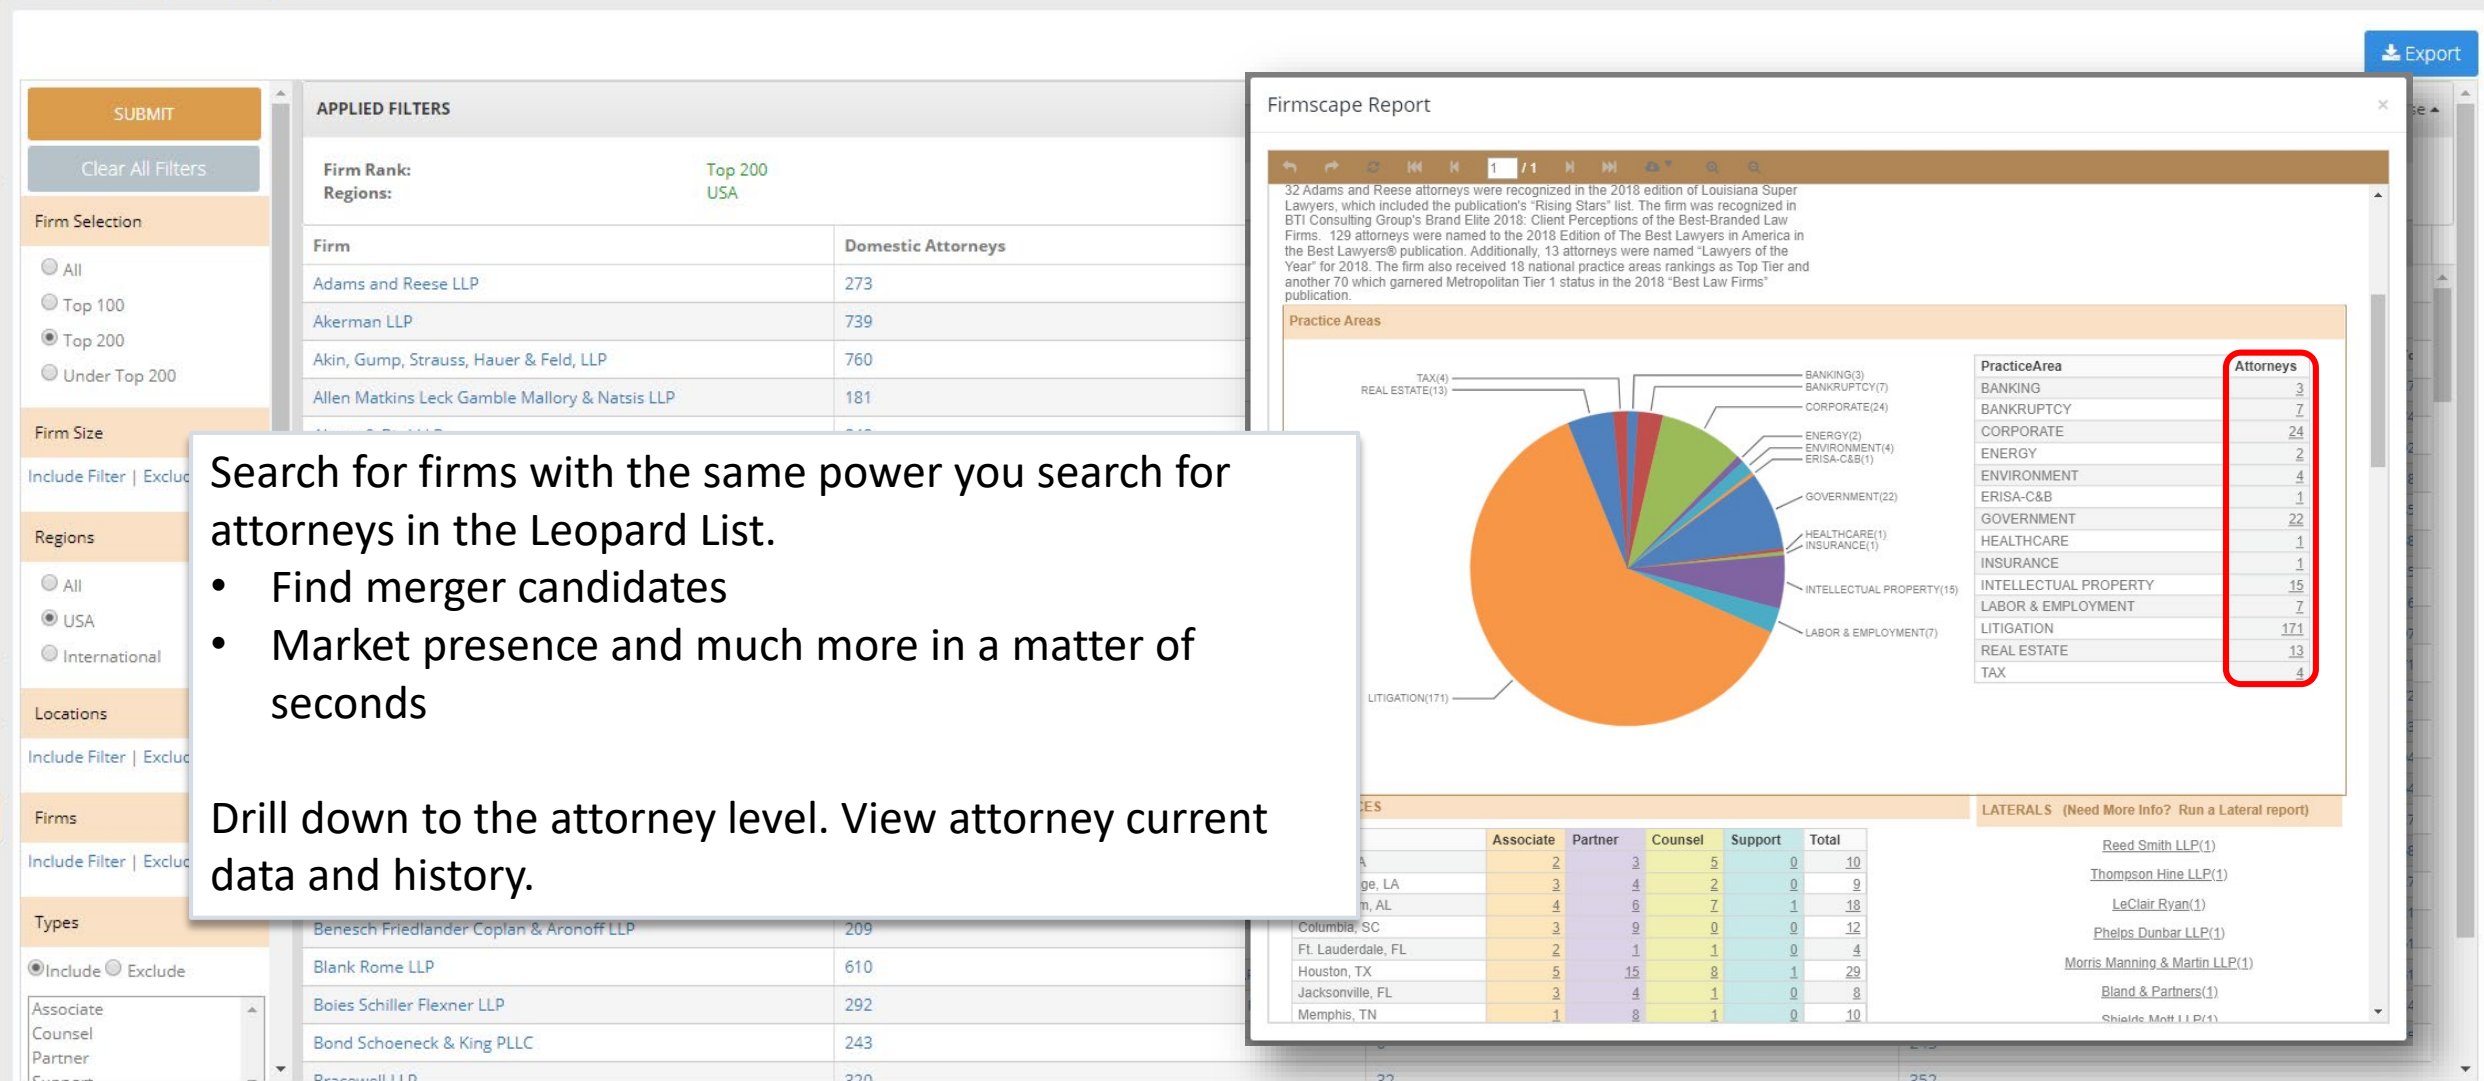 Export
SUBMIT
Clear All Filters
Firm Selection
All
Top 100
Top 200
Under Top 200
Firm Size
Include Filter |
Regions
All
USA
International
Locations
Include Filter |
Firms
Include Filter |
Types
Include Exclude
Associate
Counsel
Partner
APPLIED FILTERS
Firm Rank: Top 200
Regions: USA
Firm Domestic Attorneys
Adams and Reese LLP 273
Akerman LLP 739
Akin, Gump, Strauss, Hauer & Feld, LLP 760
Allen Matkins Leck Gamble Mallory & Natsis LLP 181
Search for firms with the same power you search for
attorneys in the Leopard List.
• Find merger candidates
• Market presence and much more in a matter of
seconds
Drill down to the attorney level. View attorney current
data and history.
Benesch Friedlander Coplan & Aronoff LLP 209
Blank Rome LLP 610
Boies Schiller Flexner LLP 292
Bond Schoeneck & King PLLC 243
Bracewell LLP 320 32 352
Firmscape Report ×
1 / 1
32 Adams and Reese attorneys were recognized in the 2018 edition of Louisiana Super
Lawyers, which included the publication's "Rising Stars" list. The firm was recognized in
BTI Consulting Group's Brand Elite 2018: Client Perceptions of the Best-Branded Law
Firms. 129 attorneys were named to the 2018 Edition of The Best Lawyers in America in
the Best Lawyers® publication. Additionally, 13 attorneys were named "Lawyers of the
Year" for 2018. The firm also received 18 national practice areas rankings as Top Tier and
another 70 which garnered Metropolitan Tier 1 status in the 2018 "Best Law Firms"
publication.
Practice Areas
TAX(4)
REAL ESTATE(13)
BANKING(3)
BANKRUPTCY(7)
CORPORATE(24)
ENERGY(2)
ENVIRONMENT(4)
ERISA-C&B(1)
GOVERNMENT(22)
HEALTHCARE(1)
INSURANCE(1)
INTELLECTUAL PROPERTY(15)
LABOR & EMPLOYMENT(7)
LITIGATION(171)
PracticeArea Attorneys
BANKING 3
BANKRUPTCY 7
CORPORATE 24
ENERGY 2
ENVIRONMENT 4
ERISA-C&B 1
GOVERNMENT 22
HEALTHCARE 1
INSURANCE 1
INTELLECTUAL PROPERTY 15
LABOR & EMPLOYMENT 7
LITIGATION 171
REAL ESTATE 13
TAX 4
Associate Partner Counsel Support Total
2 3 5 0 10
LA 3 4 2 0 9
AL 4 6 7 1 18
Columbia, SC 3 9 0 0 12
Ft. Lauderdale, FL 2 1 1 0 4
Houston, TX 5 15 8 1 29
Jacksonville, FL 3 4 1 0 8
Memphis, TN 1 8 1 0 10
LATERALS (Need More Info? Run a Lateral report)
Reed Smith LLP(1)
Thompson Hine LLP(1)
LeClair Ryan(1)
Phelps Dunbar LLP(1)
Morris Manning & Martin LLP(1)
Bland & Partners(1)
Shields Mott LLP(1)